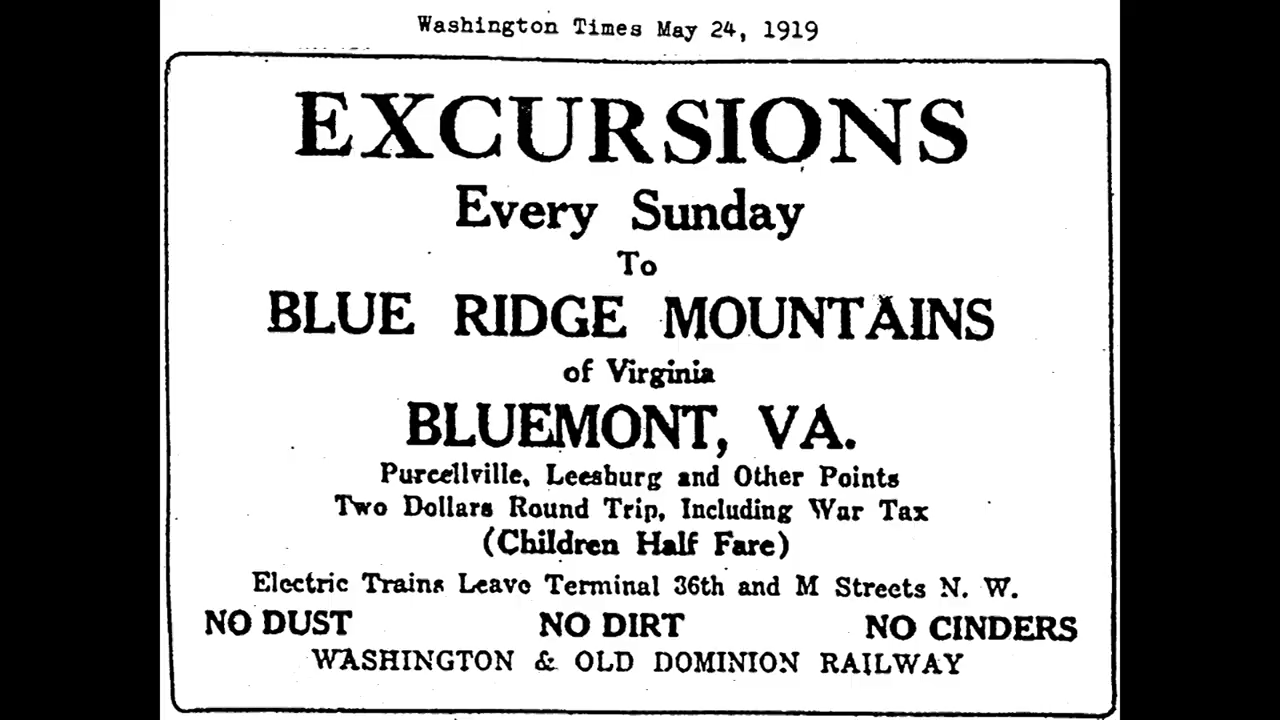 Washington Times May 24, 1919
EXCURSIONS
Every Sunday
To
BLUE RIDGE MOUNTAINS
of Virginia
BLUEMONT, VA.
Purcellville, Leesburg and Other Points
Two Dollars Round Trip, Including War Tax
(Children Half Fare)
Electric Trains Leave Terminal 36th and M Streets N. W.
NO DUST NO DIRT NO CINDERS
WASHINGTON & OLD DOMINION RAILWAY